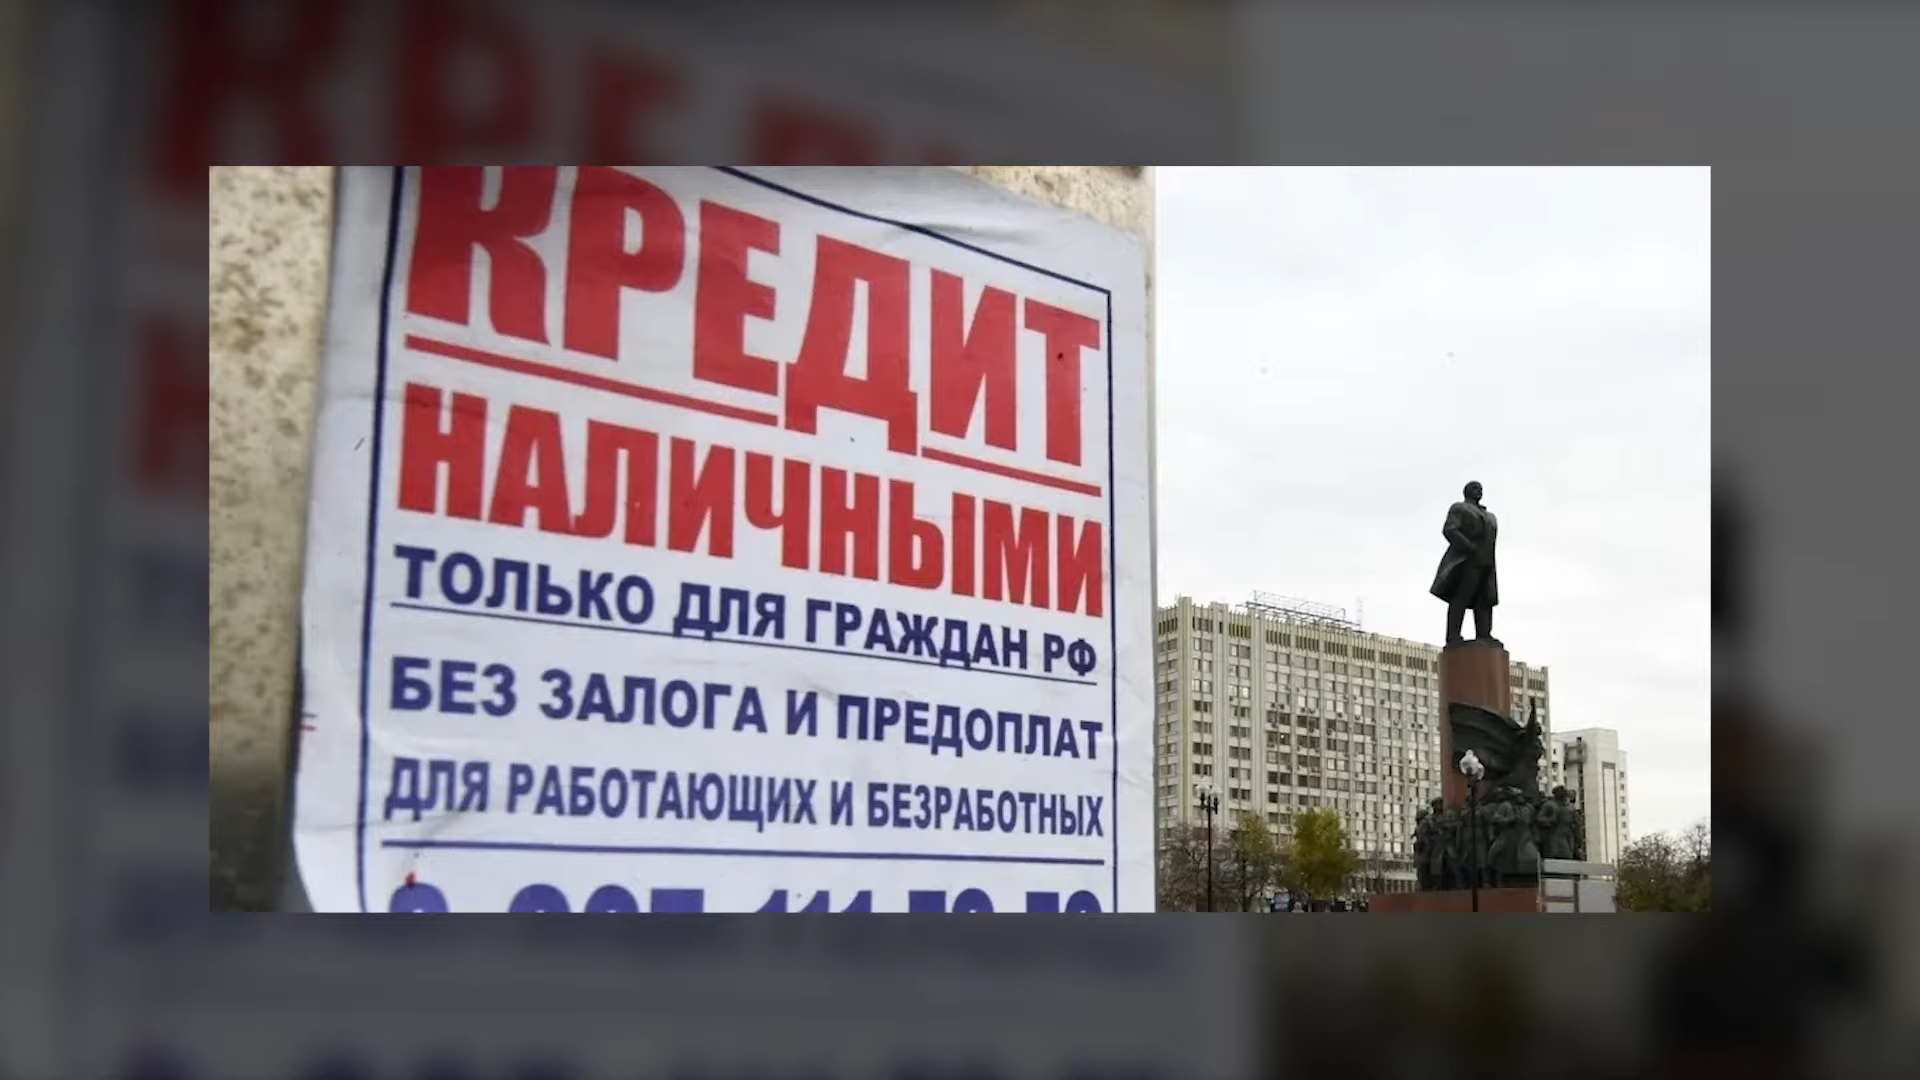 КРЕДИТ
НАЛИЧНЫМИ
ТОЛЬКО ДЛЯ ГРАЖДАН РФ
БЕЗ ЗАЛОГА И ПРЕДОПЛАТ
ДЛЯ РАБОТАЮЩИХ И БЕЗРАБОТНЫХ